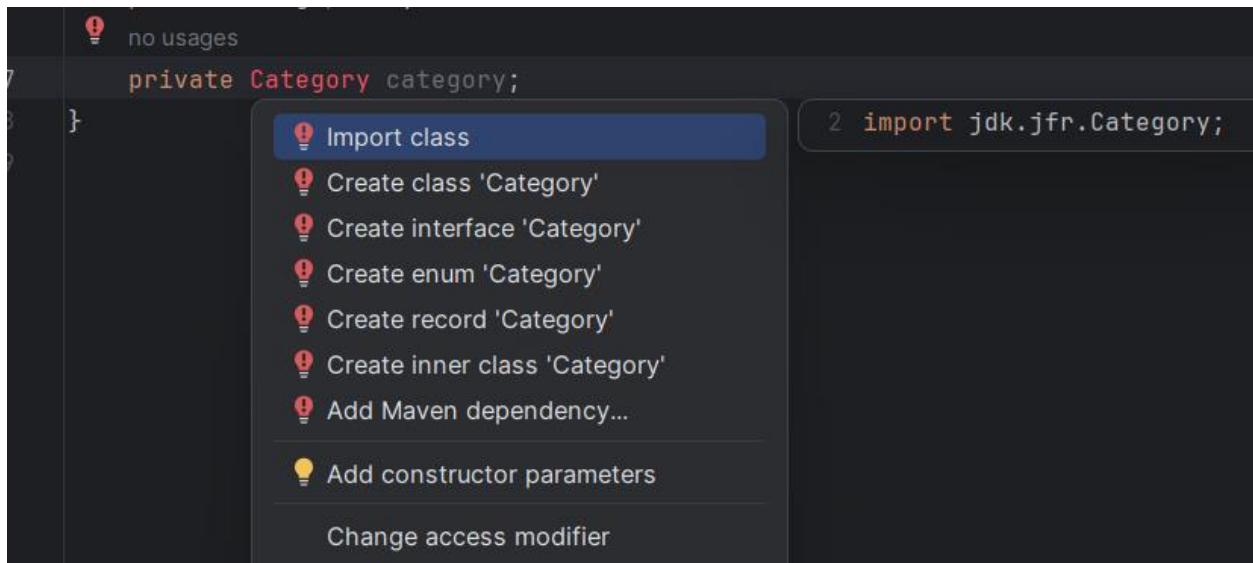 no usages
7 private Category category;
8 }
9
Import class
Create class 'Category'
Create interface 'Category'
Create enum 'Category'
Create record 'Category'
Create inner class 'Category'
Add Maven dependency...
Add constructor parameters
Change access modifier
2 import jdk.jfr.Category;